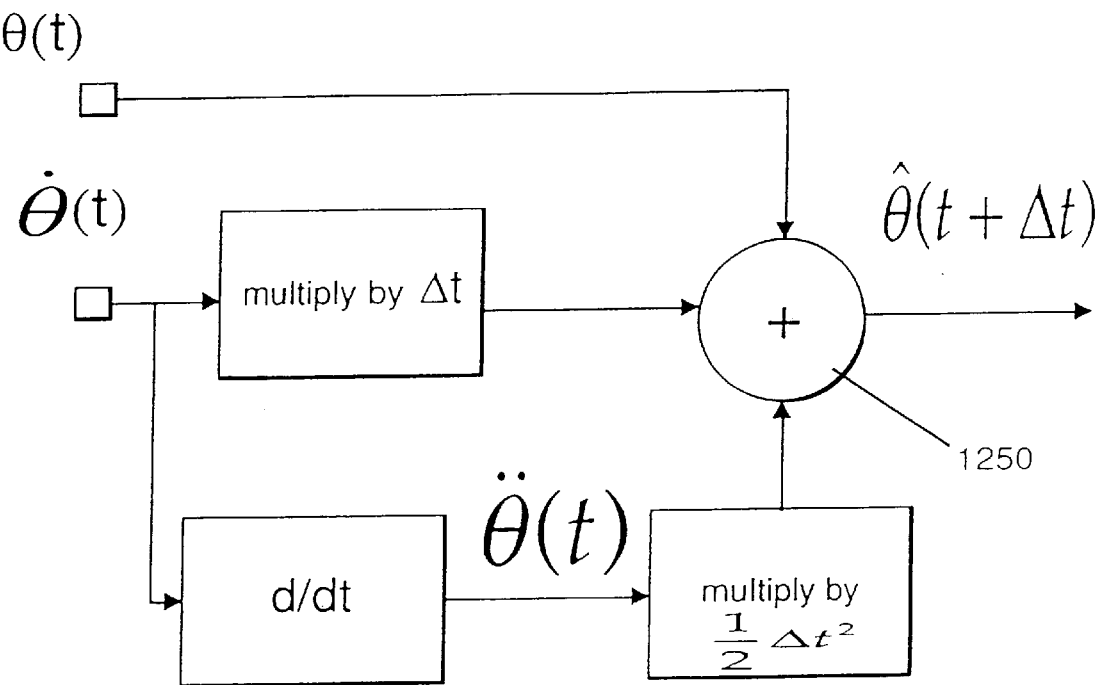 θ(t)
θ̇(t)
multiply by Δt
θ̂(t + Δt)
+
1250
d/dt
θ̈(t)
multiply by
1/2 Δt²